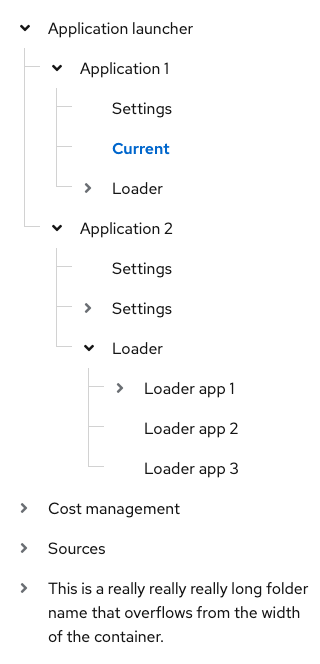 Application launcher
Application 1
Settings
Current
Loader
Application 2
Settings
Settings
Loader
Loader app 1
Loader app 2
Loader app 3
Cost management
Sources
This is a really really really long folder
name that overflows from the width
of the container.